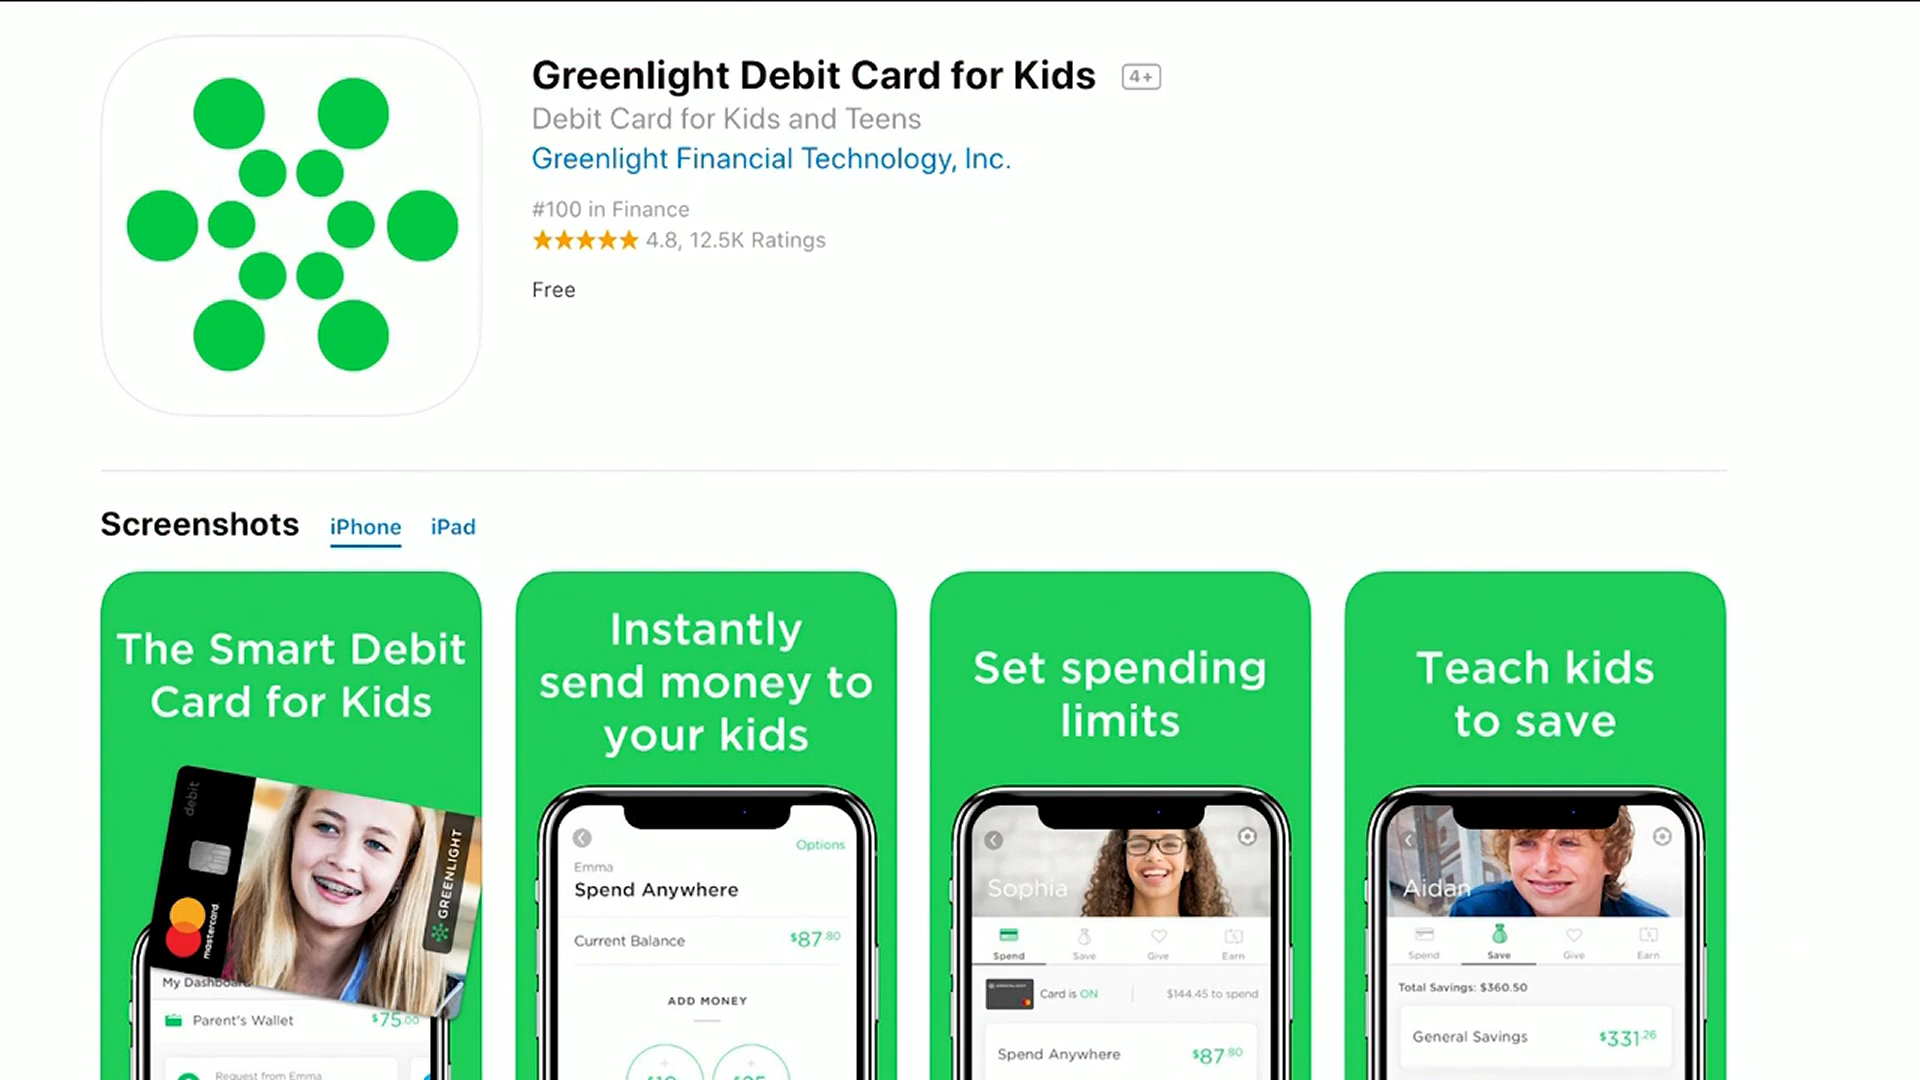 Greenlight Debit Card for Kids 4+
Debit Card for Kids and Teens
Greenlight Financial Technology, Inc.
#100 in Finance
4.8, 12.5K Ratings
Free
Screenshots iPhone iPad
The Smart Debit
Card for Kids
debit
GREENLIGHT
mastercard
My Dashboard
Parent's Wallet $75.00
Request from Emma
Instantly
send money to
your kids
Options
Emma
Spend Anywhere
Current Balance $87.80
ADD MONEY
Set spending
limits
Sophia
Spend Save Give Earn
Card is ON $144.45 to spend
Spend Anywhere $87.80
Teach kids
to save
Aidan
Spend Save Give Earn
Total Savings: $360.50
General Savings $331.26